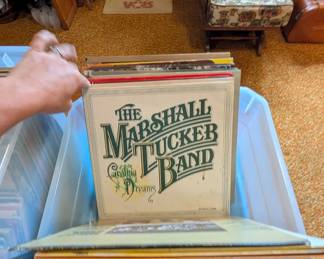 THE
MARSHALL
TUCKER
BAND
Carolina
Dreams